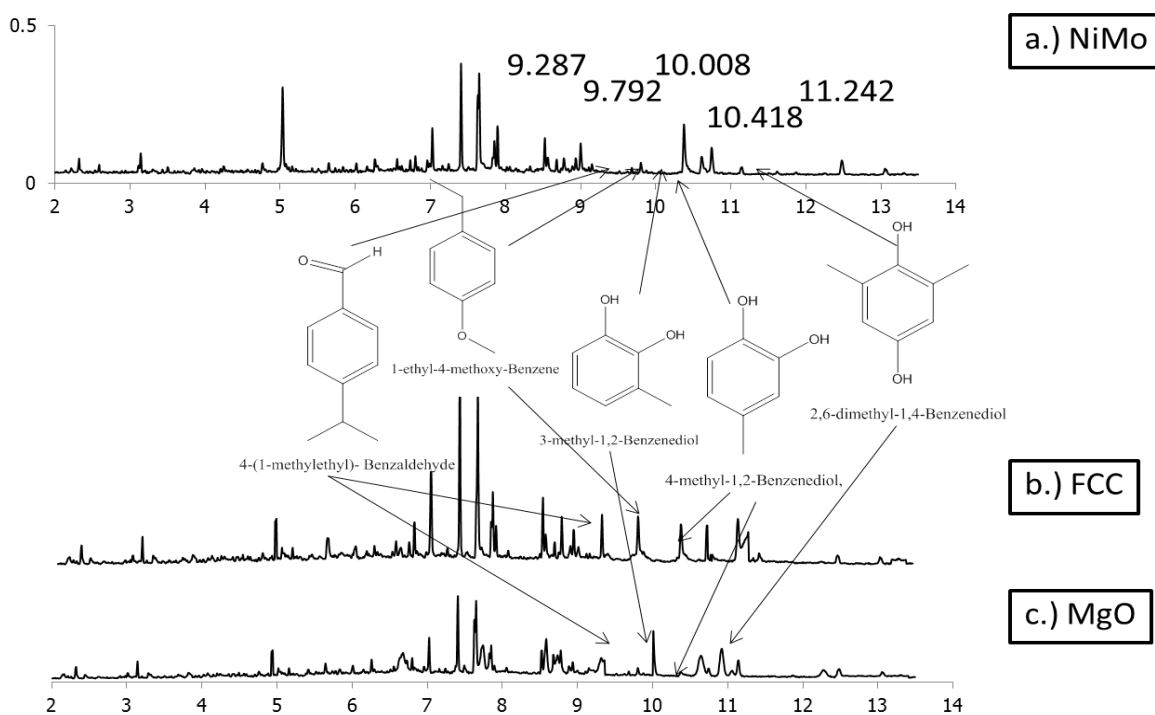 0.5
0
9.287
9.792
10.008
10.418
11.242
a.) NiMo
2 3 4 5 6 7 8 9 10 11 12 13 14
O
H
O
OH
OH
OH
OH
OH
OH
1-ethyl-4-methoxy-Benzene
2,6-dimethyl-1,4-Benzenediol
3-methyl-1,2-Benzenediol
4-(1-methylethyl)- Benzaldehyde
4-methyl-1,2-Benzenediol,
b.) FCC
c.) MgO
2 3 4 5 6 7 8 9 10 11 12 13 14